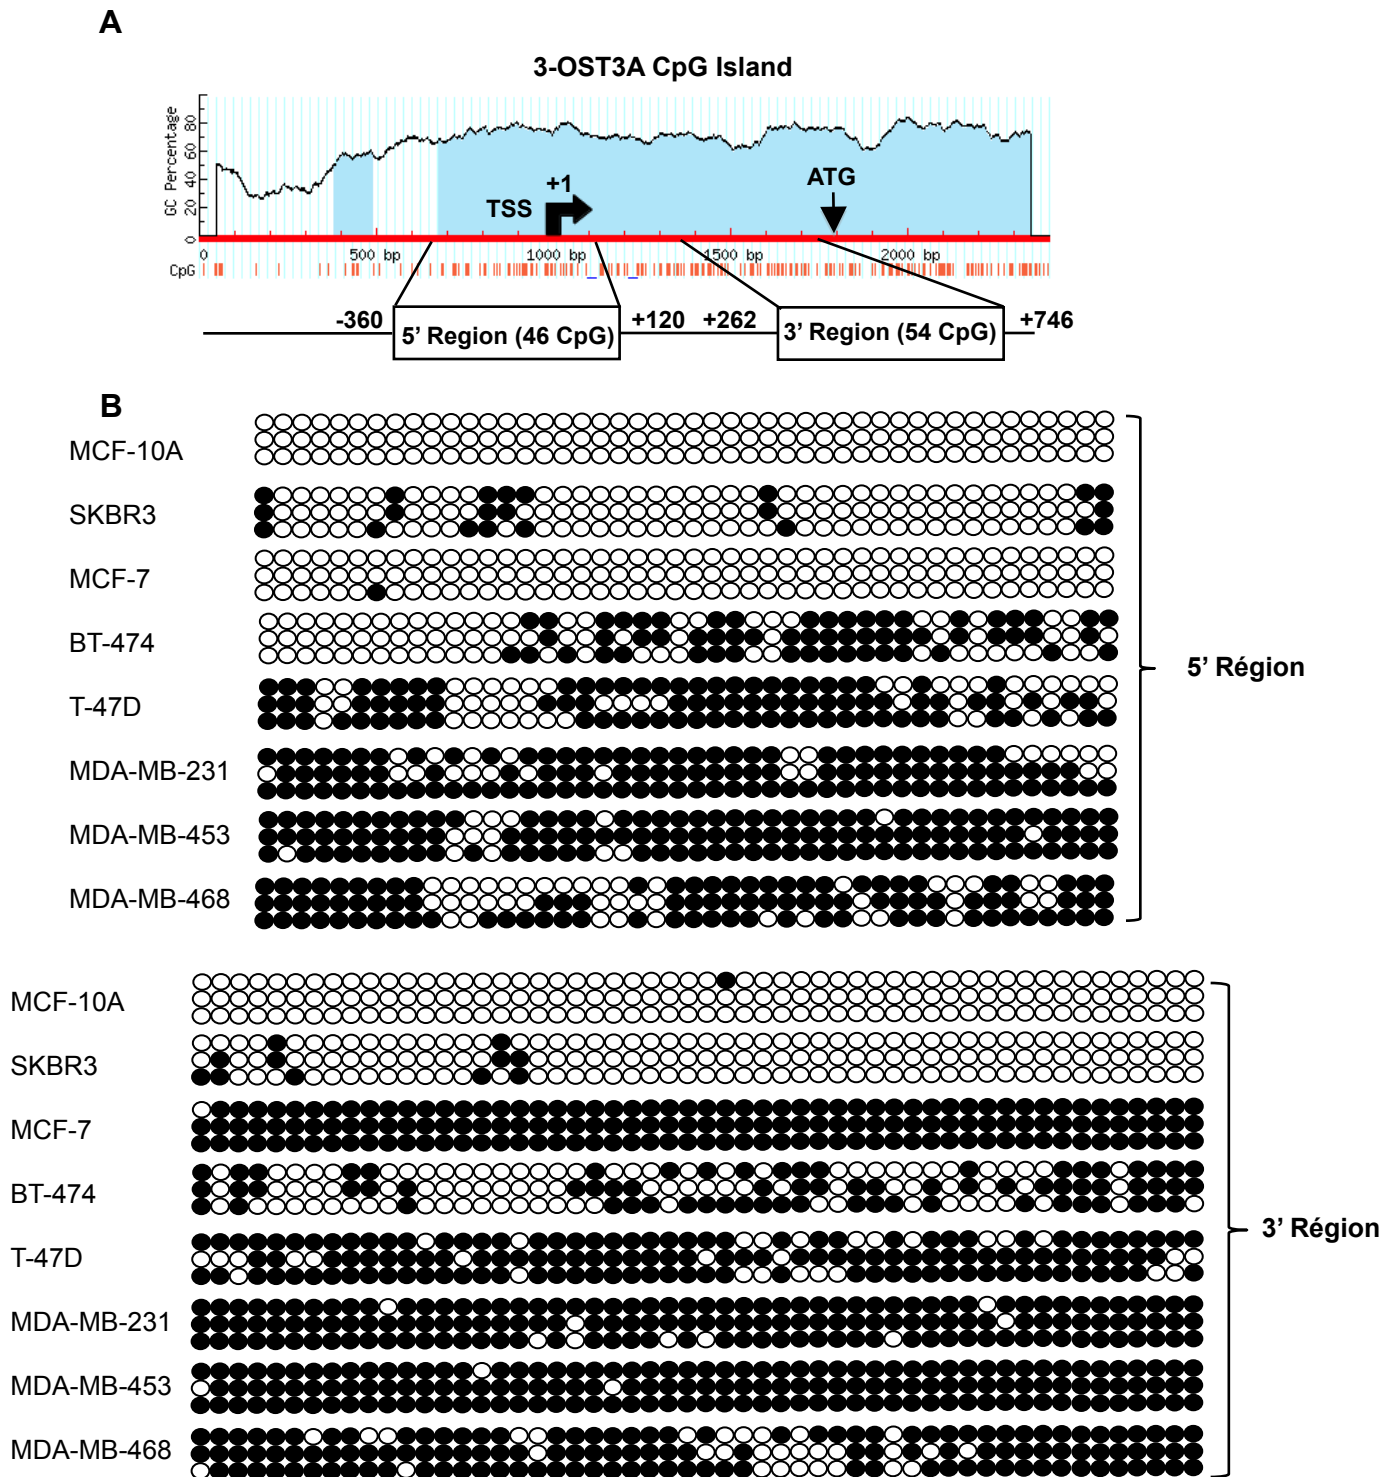 A
3-OST3A CpG Island
GC Percentage
0 20 40 60 80
+1
TSS
ATG
0 500 bp 1000 bp 1500 bp 2000 bp
CpG
-360 5’ Region (46 CpG) +120 +262 3’ Region (54 CpG) +746
B
MCF-10A
SKBR3
MCF-7
BT-474
T-47D
MDA-MB-231
MDA-MB-453
MDA-MB-468
5’ Région
MCF-10A
SKBR3
MCF-7
BT-474
T-47D
MDA-MB-231
MDA-MB-453
MDA-MB-468
3’ Région